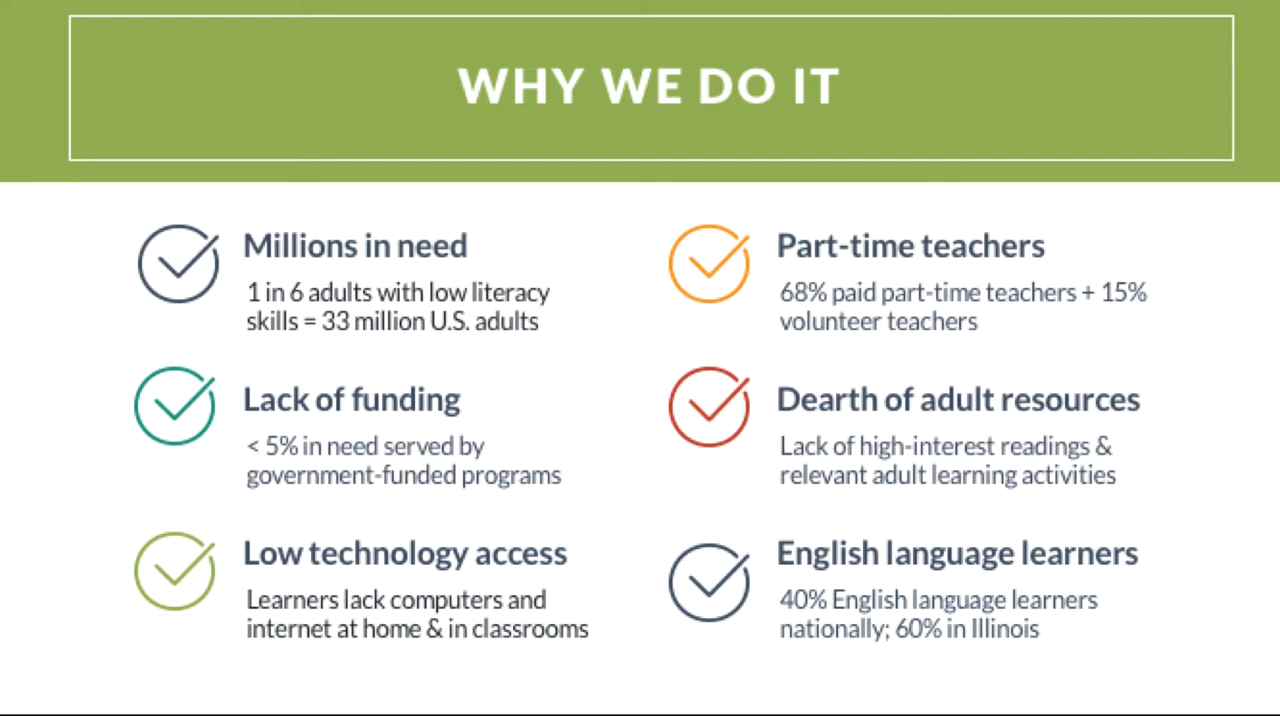 WHY WE DO IT
Millions in need
1 in 6 adults with low literacy
skills = 33 million U.S. adults
Lack of funding
< 5% in need served by
government-funded programs
Low technology access
Learners lack computers and
internet at home & in classrooms
Part-time teachers
68% paid part-time teachers + 15%
volunteer teachers
Dearth of adult resources
Lack of high-interest readings &
relevant adult learning activities
English language learners
40% English language learners
nationally; 60% in Illinois